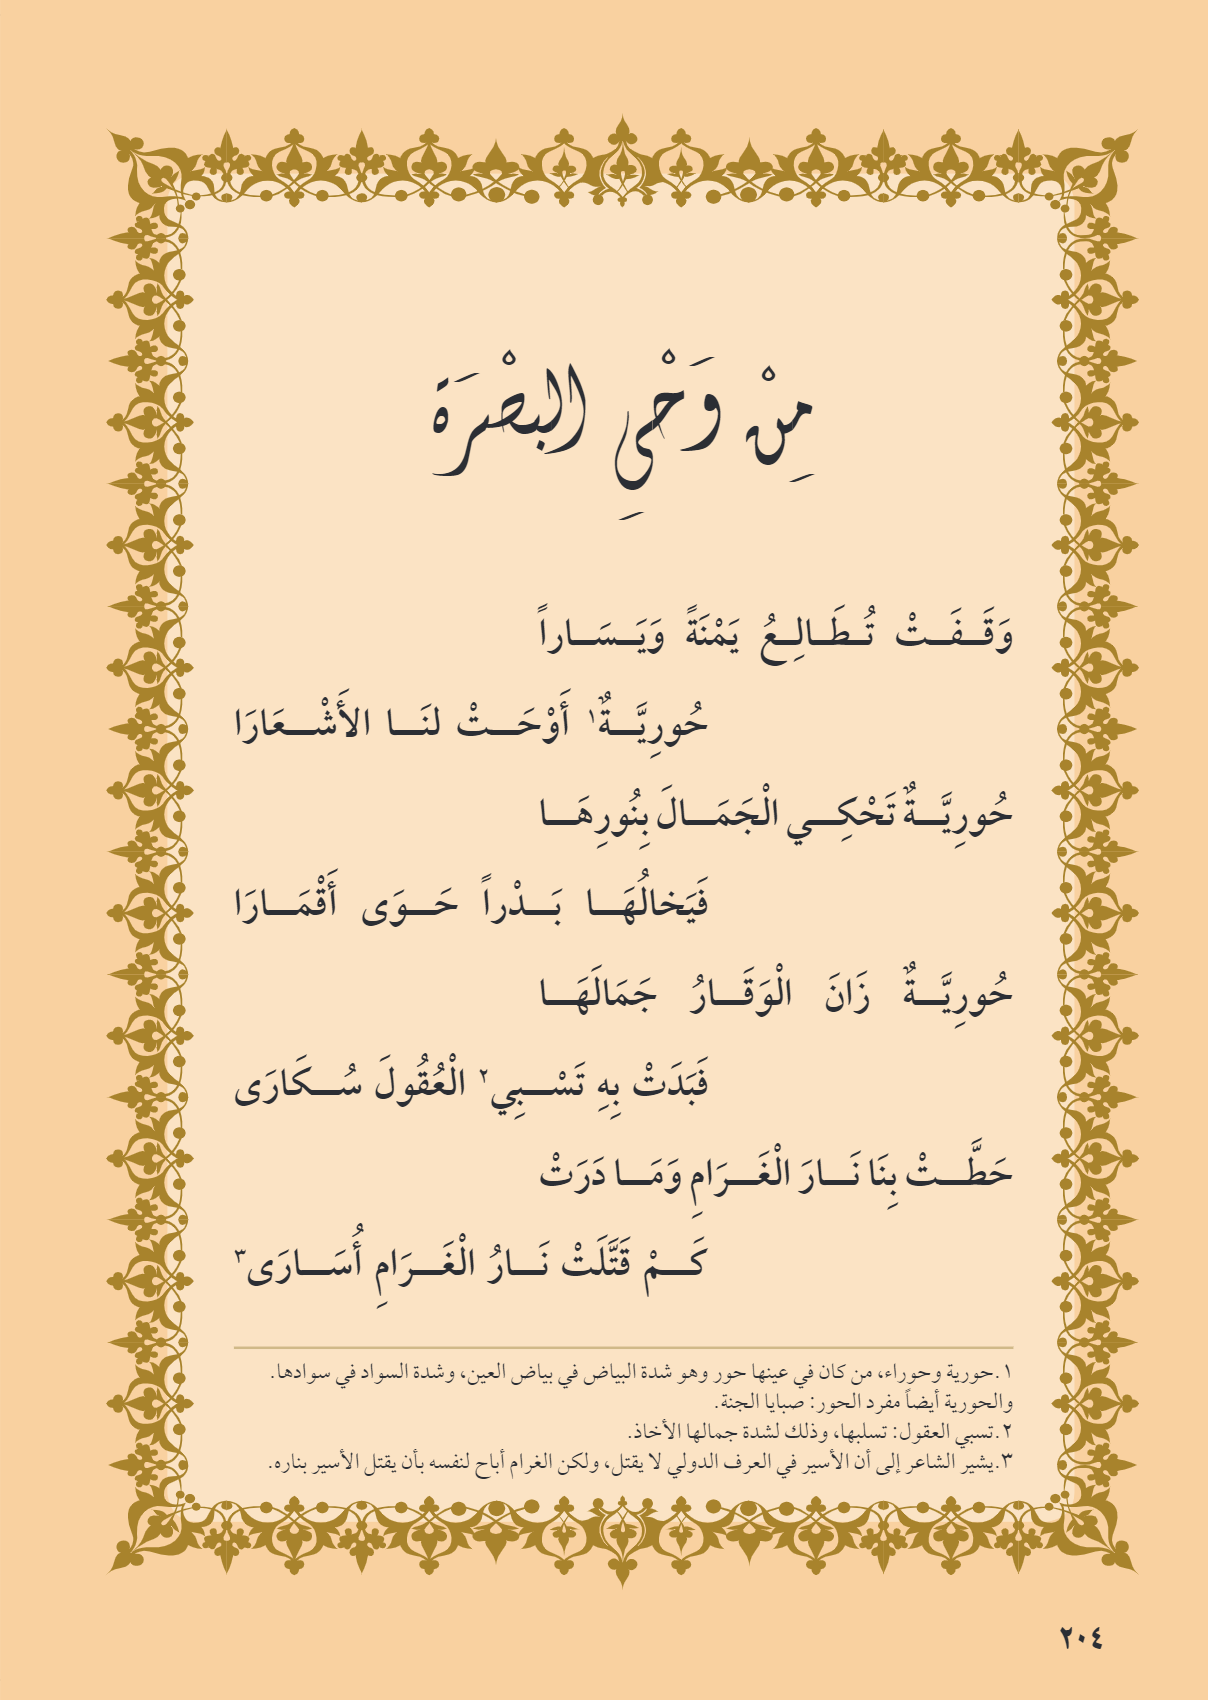 مِنْ وَحْيِ البصْرَة
وَقَفَتْ تُطَالِعُ يَمْنَةً وَيَسَاراً
حُورِيَّةٌ١ أَوْحَتْ لنَا الأَشْعَارَا
حُورِيَّةٌ تَحْكِي الْجَمَالَ بِنُورِهَا
فَيَخالُهَا بَدْراً حَوَى أَقْمَارَا
حُورِيَّةٌ زَانَ الْوَقَارُ جَمَالَهَا
فَبَدَتْ بِهِ تَسْبِي٢ الْعُقُولَ سُكَارَى
حَطَّتْ بِنَا نَارَ الْغَرَامِ وَمَا دَرَتْ
كَمْ قَتَّلَتْ نَارُ الْغَرَامِ أُسَارَى٣
١.حورية وحوراء، من كان في عينها حور وهو شدة البياض في بياض العين، وشدة السواد في سوادها.
والحورية أيضاً مفرد الحور: صبايا الجنة.
٢.تسبي العقول: تسلبها، وذلك لشدة جمالها الأخاذ.
٣.يشير الشاعر إلى أن الأسير في العرف الدولي لا يقتل، ولكن الغرام أباح لنفسه بأن يقتل الأسير بناره.
٢٠٤